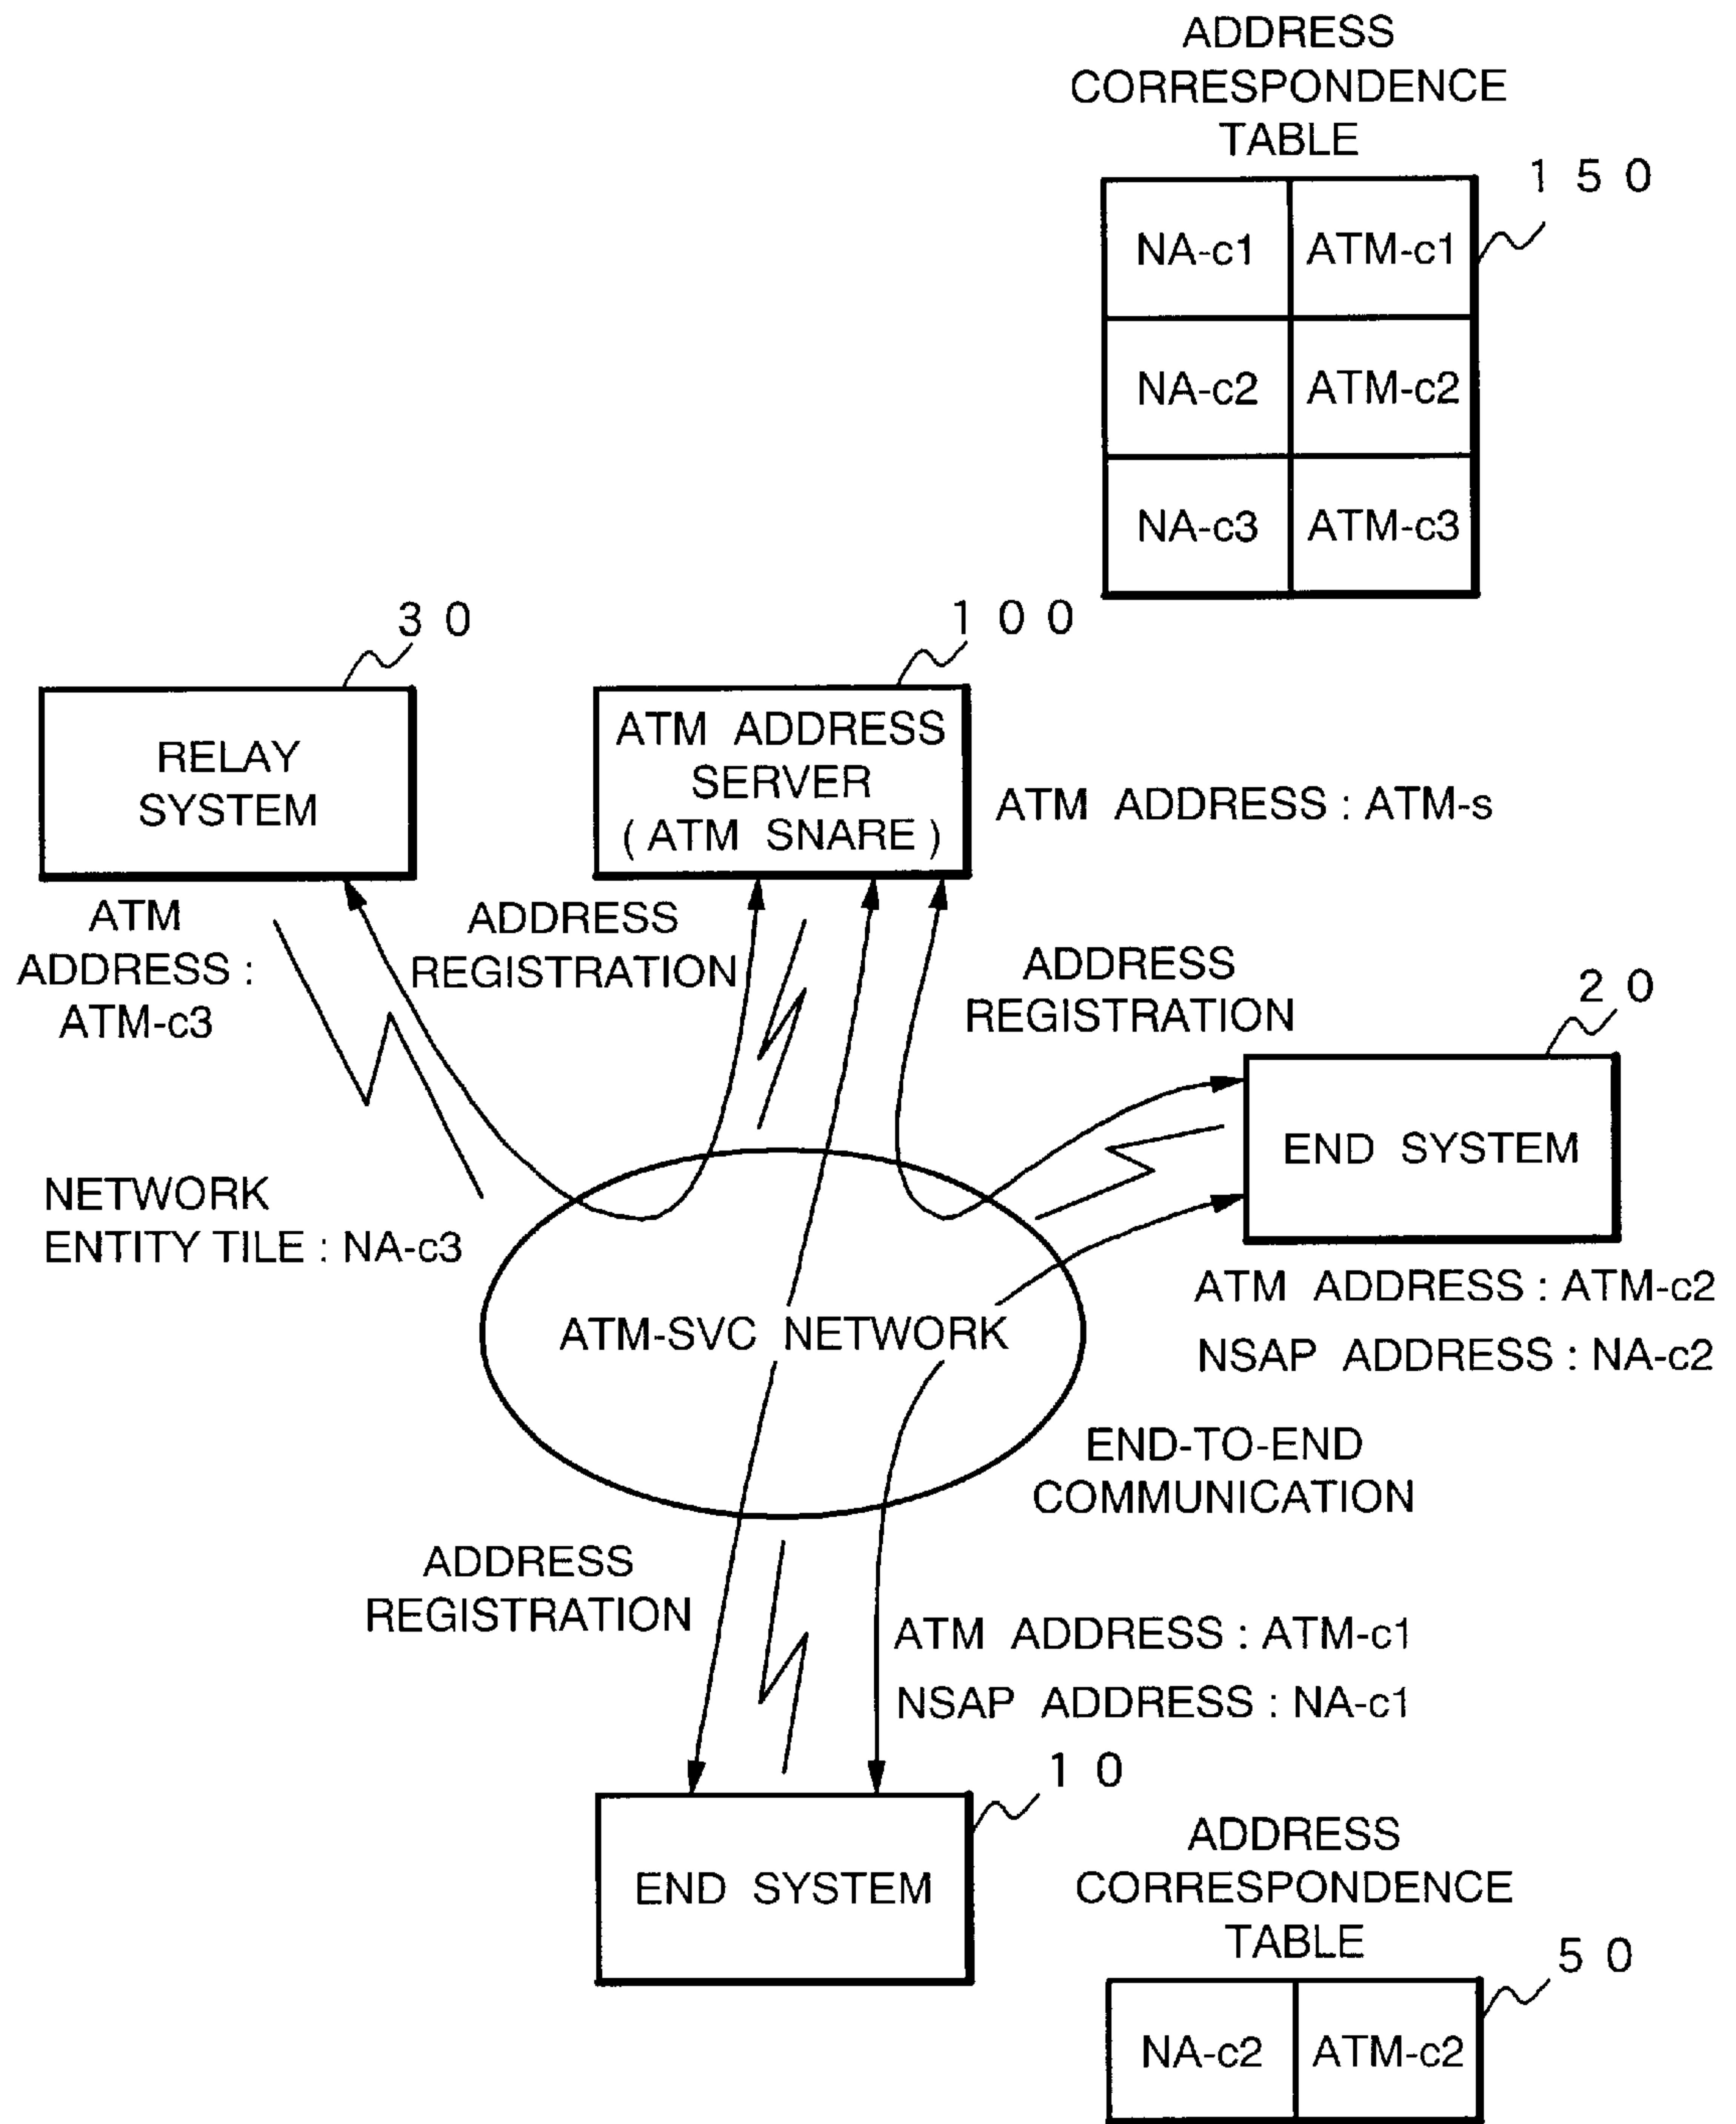 ADDRESS
CORRESPONDENCE
TABLE
150
NA-c1 ATM-c1
NA-c2 ATM-c2
NA-c3 ATM-c3
30
100
RELAY
SYSTEM
ATM ADDRESS
SERVER
(ATM SNARE)
ATM ADDRESS : ATM-s
ATM
ADDRESS :
ATM-c3
ADDRESS
REGISTRATION
ADDRESS
REGISTRATION
20
END SYSTEM
NETWORK
ENTITY TILE : NA-c3
ATM ADDRESS : ATM-c2
NSAP ADDRESS : NA-c2
ATM-SVC NETWORK
END-TO-END
COMMUNICATION
ADDRESS
REGISTRATION
ATM ADDRESS : ATM-c1
NSAP ADDRESS : NA-c1
10
END SYSTEM
ADDRESS
CORRESPONDENCE
TABLE
50
NA-c2 ATM-c2